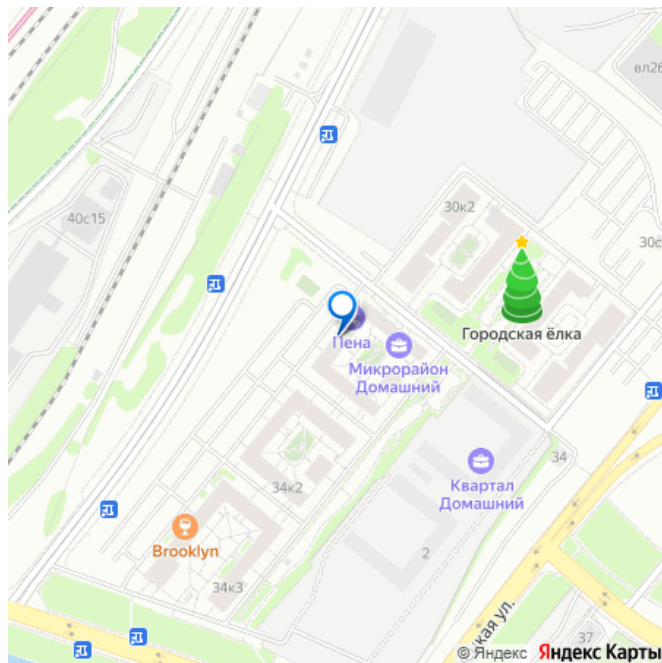 вл26
30к2
40с15
30с
Городская ёлка
Пена
Микрорайон
Домашний
34
Квартал
Домашний
34к2
Brooklyn
2
34к3
кая ул.
37
© Яндекс Яндекс Карты